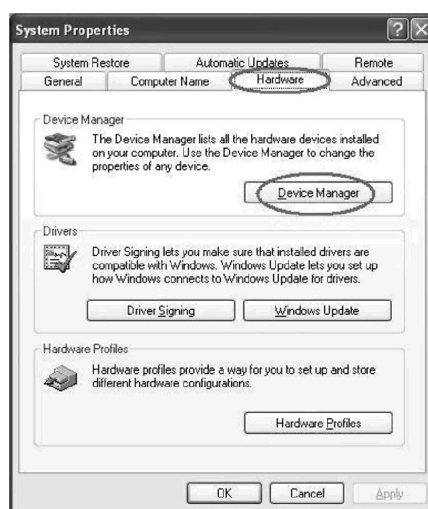 System Properties
System Restore Automatic Updates Remote
General Computer Name Hardware Advanced
Device Manager
The Device Manager lists all the hardware devices installed
on your computer. Use the Device Manager to change the
properties of any device.
Device Manager
Drivers
Driver Signing lets you make sure that installed drivers are
compatible with Windows. Windows Update lets you set up
how Windows connects to Windows Update for drivers.
Driver Signing Windows Update
Hardware Profiles
Hardware profiles provide a way for you to set up and store
different hardware configurations.
Hardware Profiles
OK Cancel Apply